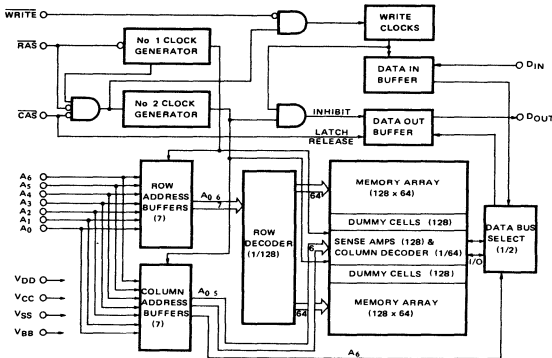 WRITE
RAS
CAS
No 1 CLOCK
GENERATOR
No 2 CLOCK
GENERATOR
WRITE
CLOCKS
DATA IN
BUFFER
DIN
INHIBIT
LATCH
RELEASE
DATA OUT
BUFFER
DOUT
A6
A5
A4
A3
A2
A1
A0
ROW
ADDRESS
BUFFERS
(7)
A0 6
7
ROW
DECODER
(1/128)
64
6
64
MEMORY ARRAY
(128 x 64)
DUMMY CELLS (128)
SENSE AMPS (128) &
COLUMN DECODER (1/64)
DUMMY CELLS (128)
MEMORY ARRAY
(128 x 64)
I/O
DATA BUS
SELECT
(1/2)
VDD
VCC
VSS
VBB
COLUMN
ADDRESS
BUFFERS
(7)
A0 5
A6